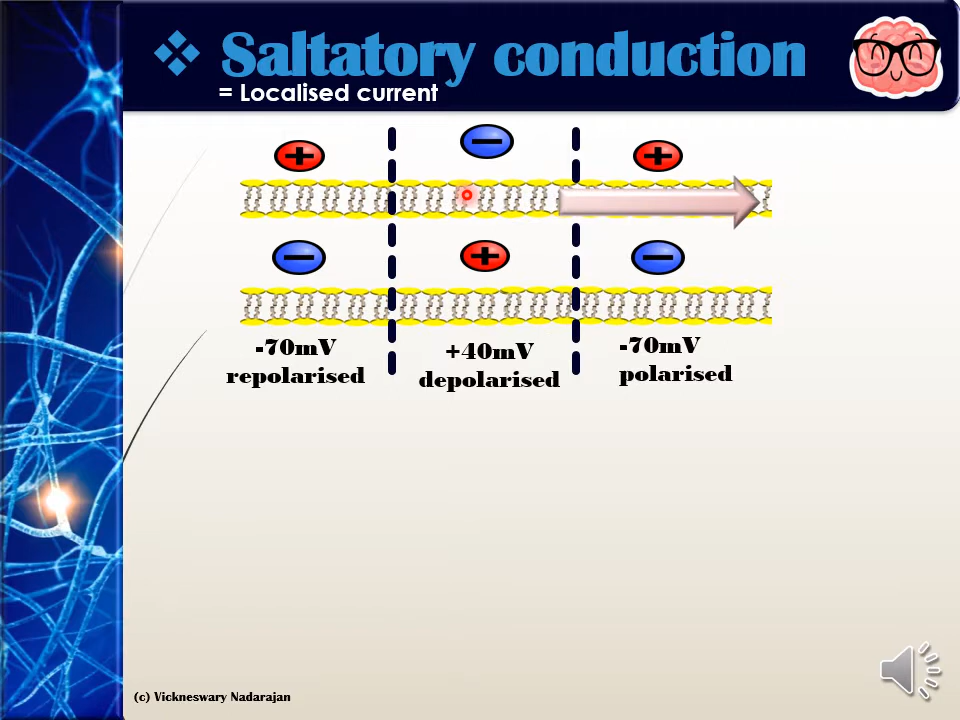 ❖ Saltatory conduction
= Localised current
+ − +
− + −
-70mV +40mV -70mV
repolarised depolarised polarised
(c) Vickneswary Nadarajan